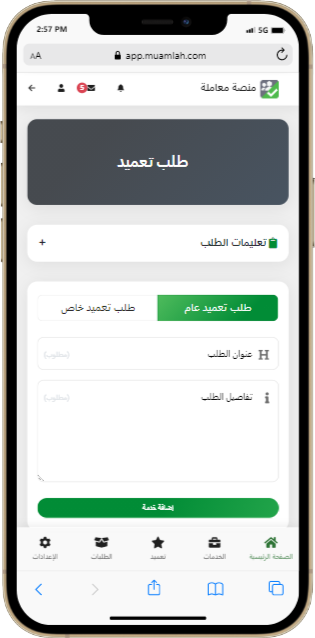 2:57 PM
5G
AA
app.muamlah.com
منصة معاملة
5
طلب تعميد
تعليمات الطلب
+
طلب تعميد عام
طلب تعميد خاص
H عنوان الطلب (مطلوب)
تفاصيل الطلب (مطلوب)
إضافة خدمة
الصفحة الرئيسية
الخدمات
تعميد
الطلبات
الإعدادات